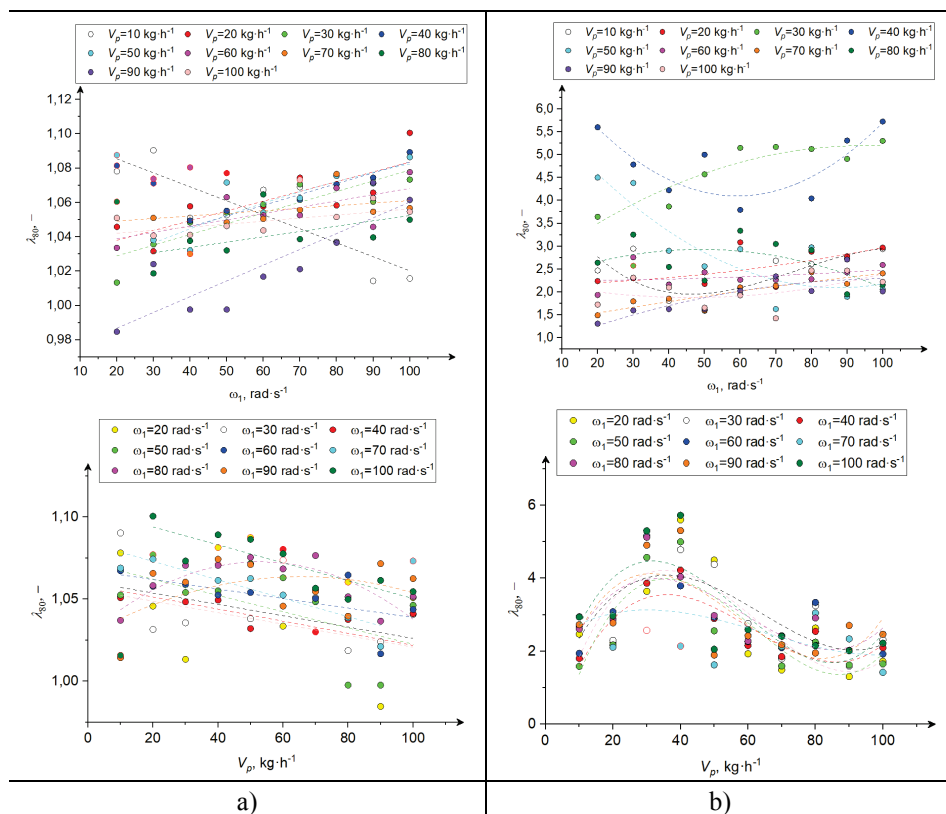 Vp=10 kg·h-1 Vp=20 kg·h-1 Vp=30 kg·h-1 Vp=40 kg·h-1
Vp=50 kg·h-1 Vp=60 kg·h-1 Vp=70 kg·h-1 Vp=80 kg·h-1
Vp=90 kg·h-1 Vp=100 kg·h-1
1,12
1,10
1,08
1,06
1,04
1,02
1,00
0,98
λ80, –
10 20 30 40 50 60 70 80 90 100
ω1, rad·s-1
Vp=10 kg·h-1 Vp=20 kg·h-1 Vp=30 kg·h-1 Vp=40 kg·h-1
Vp=50 kg·h-1 Vp=60 kg·h-1 Vp=70 kg·h-1 Vp=80 kg·h-1
Vp=90 kg·h-1 Vp=100 kg·h-1
6,0
5,5
5,0
4,5
4,0
3,5
3,0
2,5
2,0
1,5
1,0
λ80, –
10 20 30 40 50 60 70 80 90 100
ω1, rad·s-1
ω1=20 rad·s-1 ω1=30 rad·s-1 ω1=40 rad·s-1
ω1=50 rad·s-1 ω1=60 rad·s-1 ω1=70 rad·s-1
ω1=80 rad·s-1 ω1=90 rad·s-1 ω1=100 rad·s-1
1,10
1,05
1,00
λ80, –
0 20 40 60 80 100
Vp, kg·h-1
ω1=20 rad·s-1 ω1=30 rad·s-1 ω1=40 rad·s-1
ω1=50 rad·s-1 ω1=60 rad·s-1 ω1=70 rad·s-1
ω1=80 rad·s-1 ω1=90 rad·s-1 ω1=100 rad·s-1
6
4
2
0
λ80, –
0 20 40 60 80 100
Vp, kg·h-1
a) b)